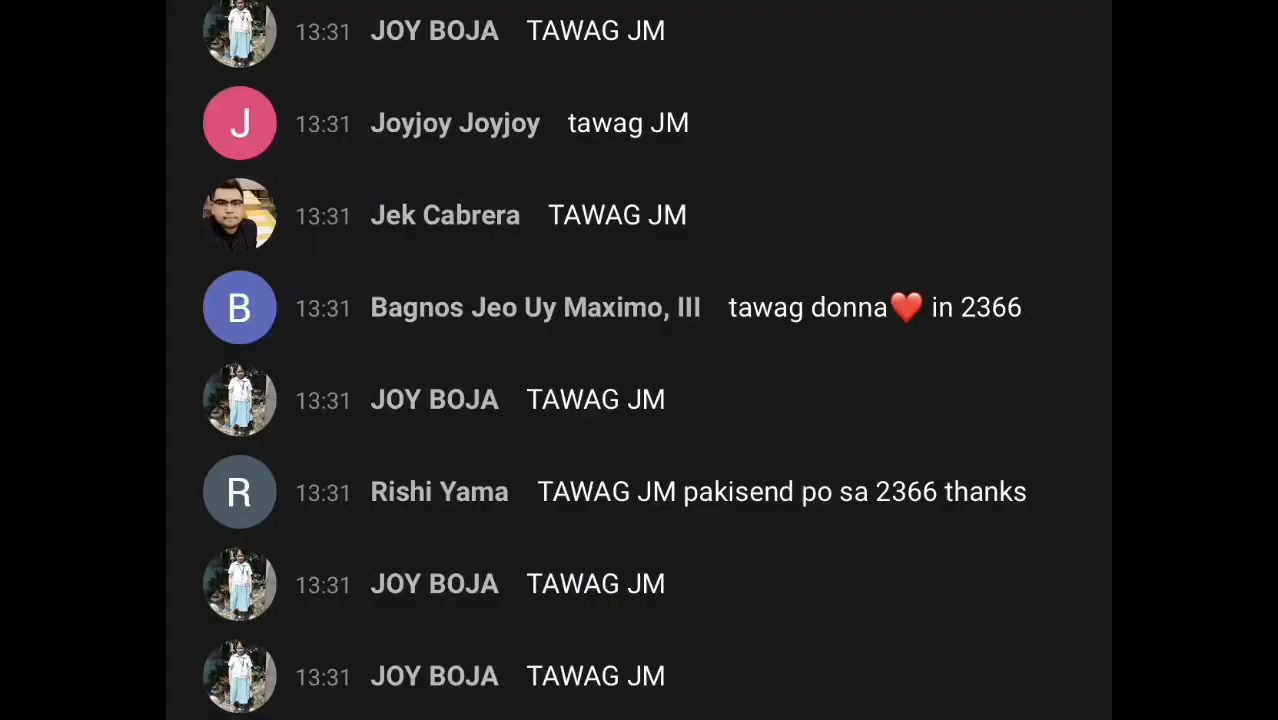 13:31 JOY BOJA TAWAG JM
J 13:31 Joyjoy Joyjoy tawag JM
13:31 Jek Cabrera TAWAG JM
B 13:31 Bagnos Jeo Uy Maximo, III tawag donna❤️ in 2366
13:31 JOY BOJA TAWAG JM
R 13:31 Rishi Yama TAWAG JM pakisend po sa 2366 thanks
13:31 JOY BOJA TAWAG JM
13:31 JOY BOJA TAWAG JM